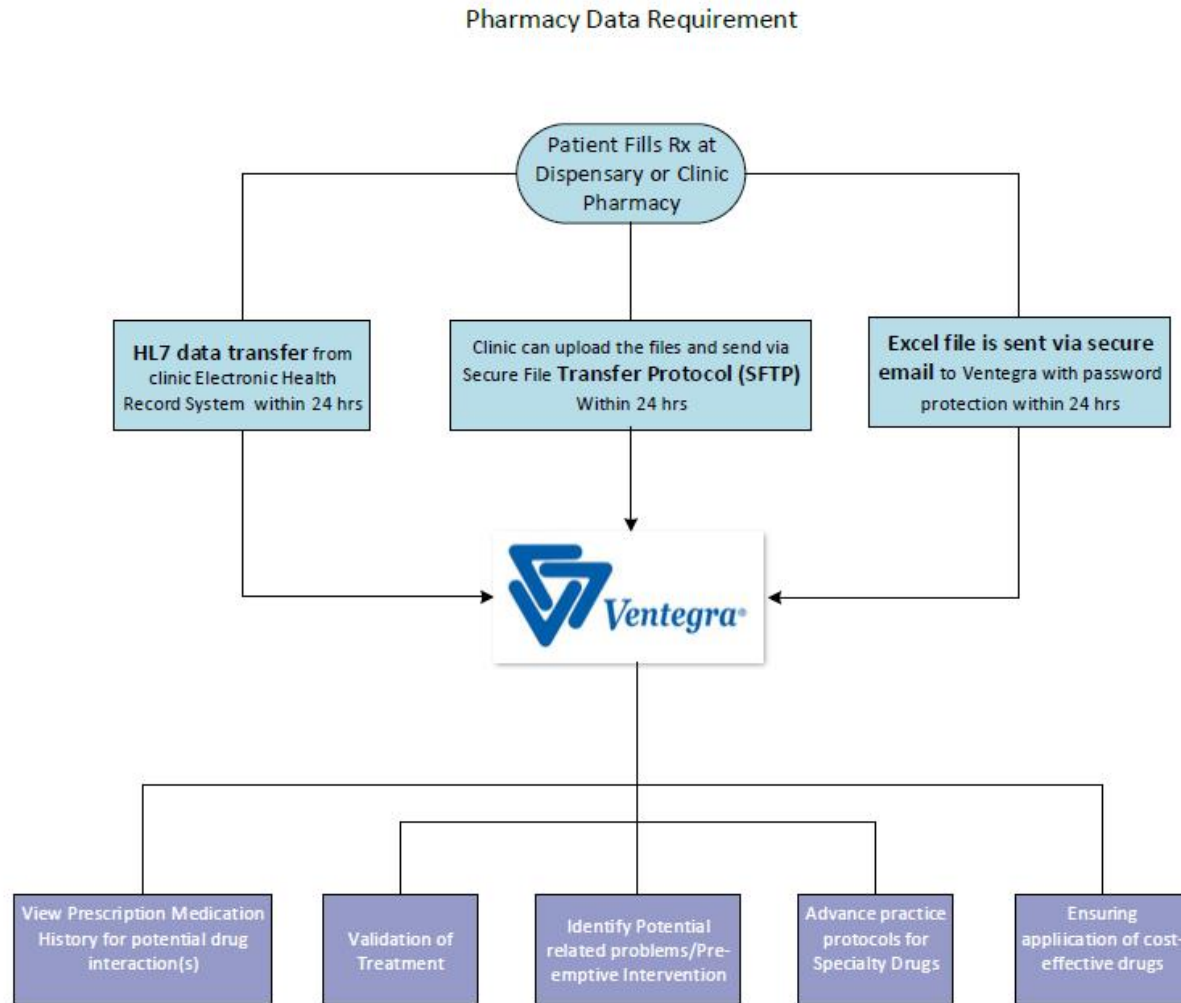 Pharmacy Data Requirement
Patient Fills Rx at
Dispensary or Clinic
Pharmacy
HL7 data transfer from
clinic Electronic Health
Record System within 24 hrs
Clinic can upload the files and send via
Secure File Transfer Protocol (SFTP)
Within 24 hrs
Excel file is sent via secure
email to Ventegra with password
protection within 24 hrs
Ventegra®
View Prescription Medication
History for potential drug
interaction(s)
Validation of
Treatment
Identify Potential
related problems/Pre-
emptive Intervention
Advance practice
protocols for
Specialty Drugs
Ensuring
appliication of cost-
effective drugs